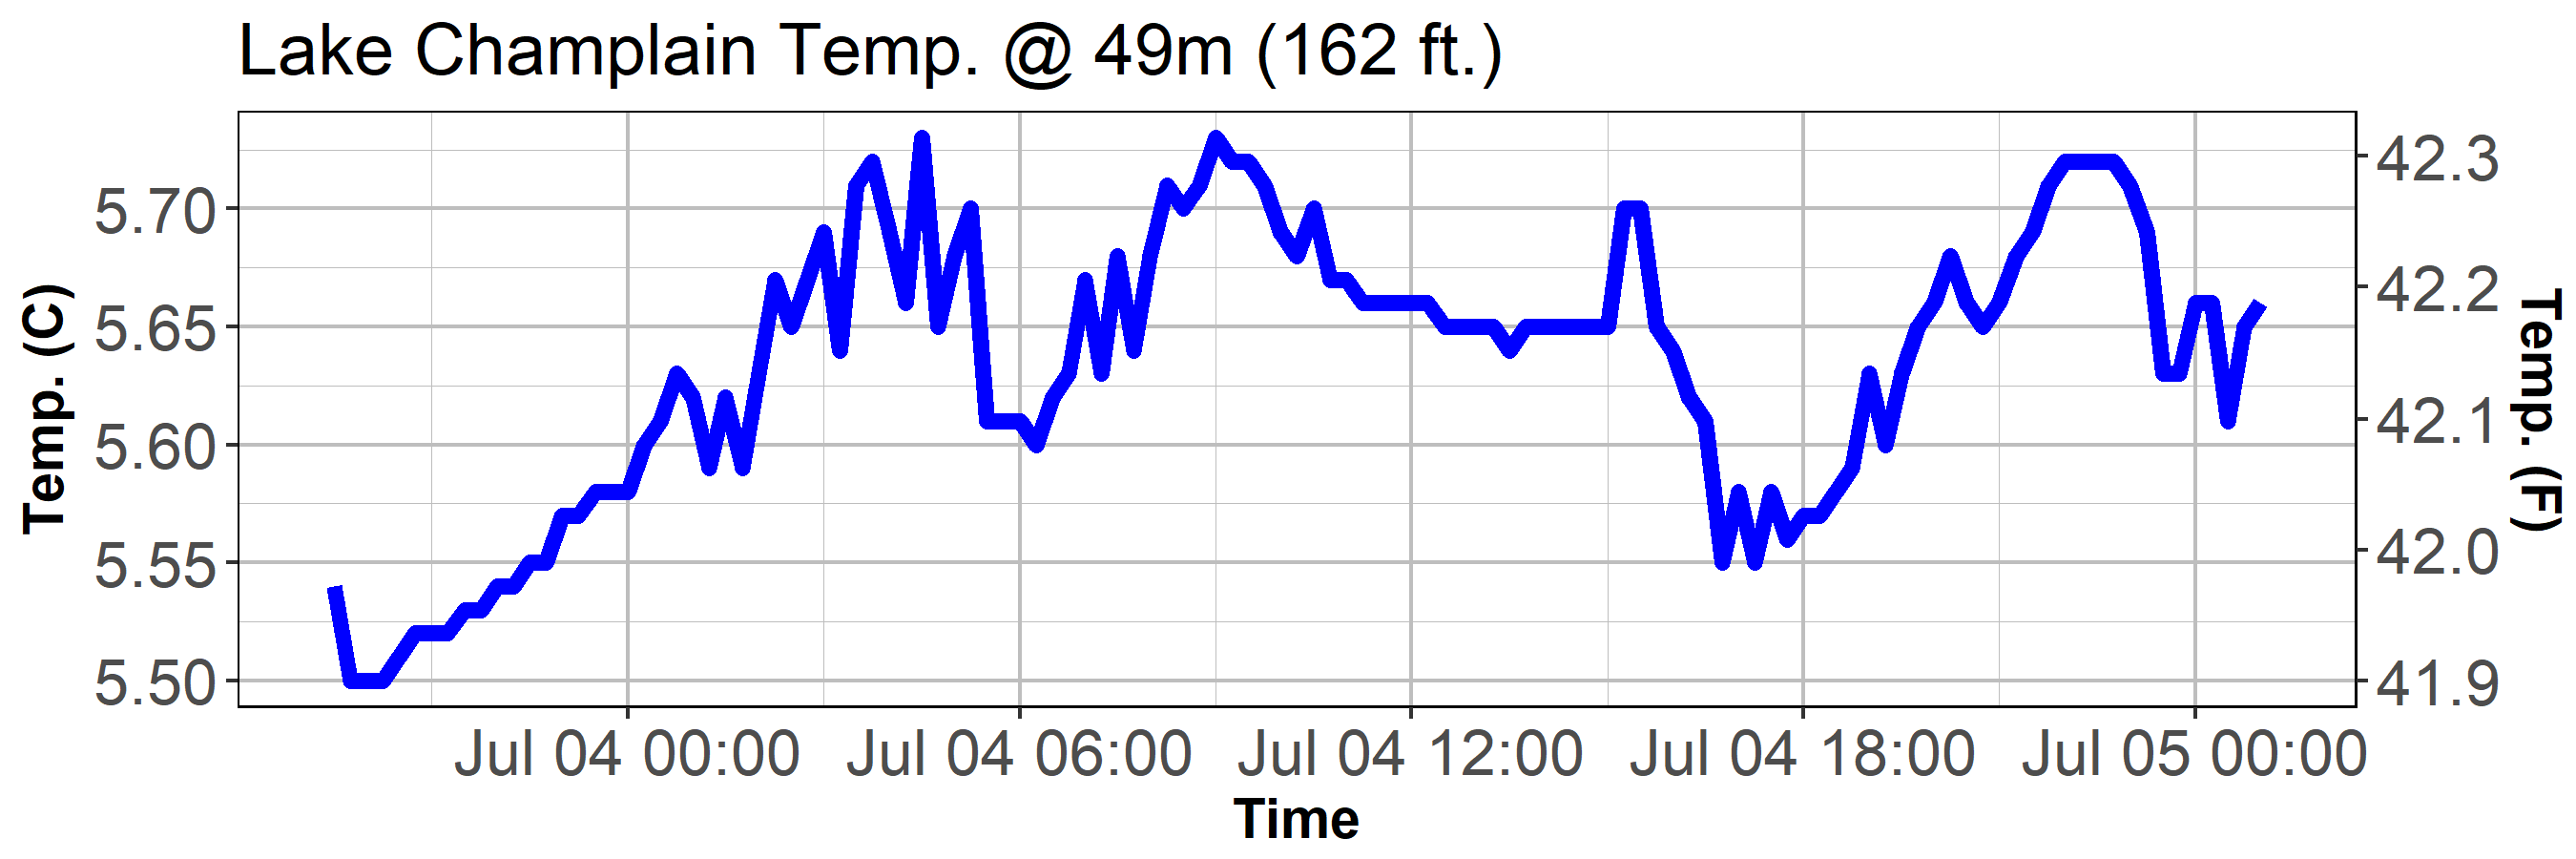 Lake Champlain Temp. @ 49m (162 ft.)
Temp. (C)
5.70
5.65
5.60
5.55
5.50
42.3
42.2
42.1
42.0
41.9
Temp. (F)
Jul 04 00:00 Jul 04 06:00 Jul 04 12:00 Jul 04 18:00 Jul 05 00:00
Time